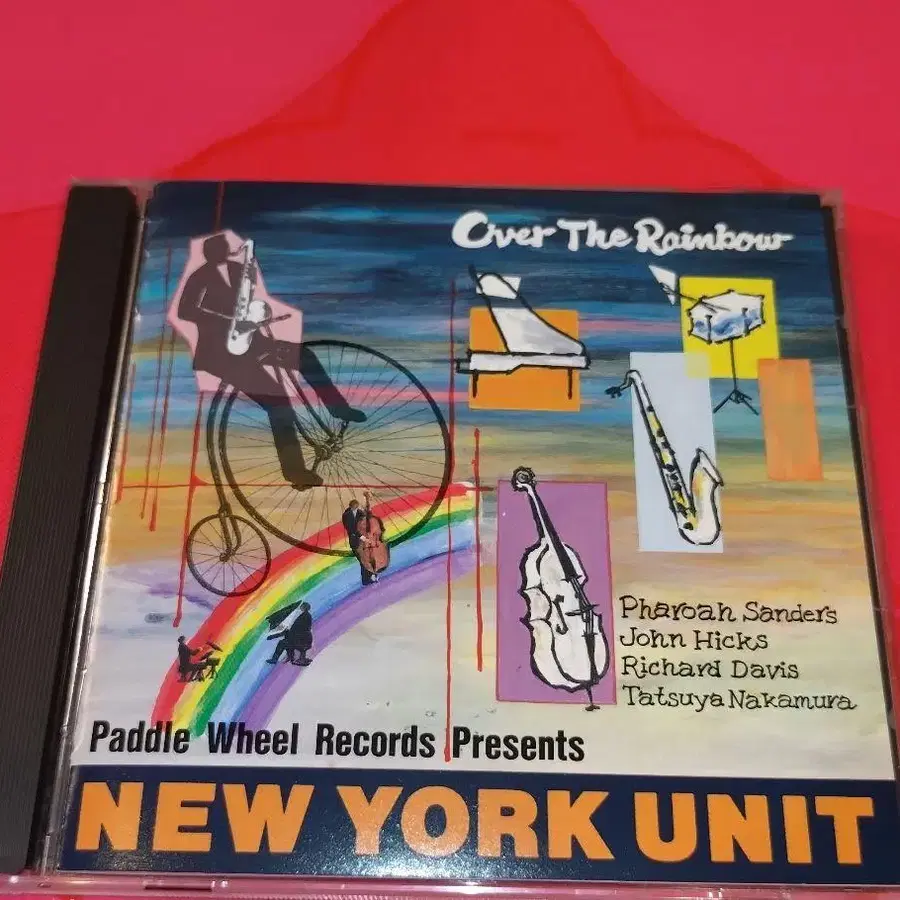 Over The Rainbow
Pharoah Sanders
John Hicks
Richard Davis
Tatsuya Nakamura
Paddle Wheel Records Presents
NEW YORK UNIT